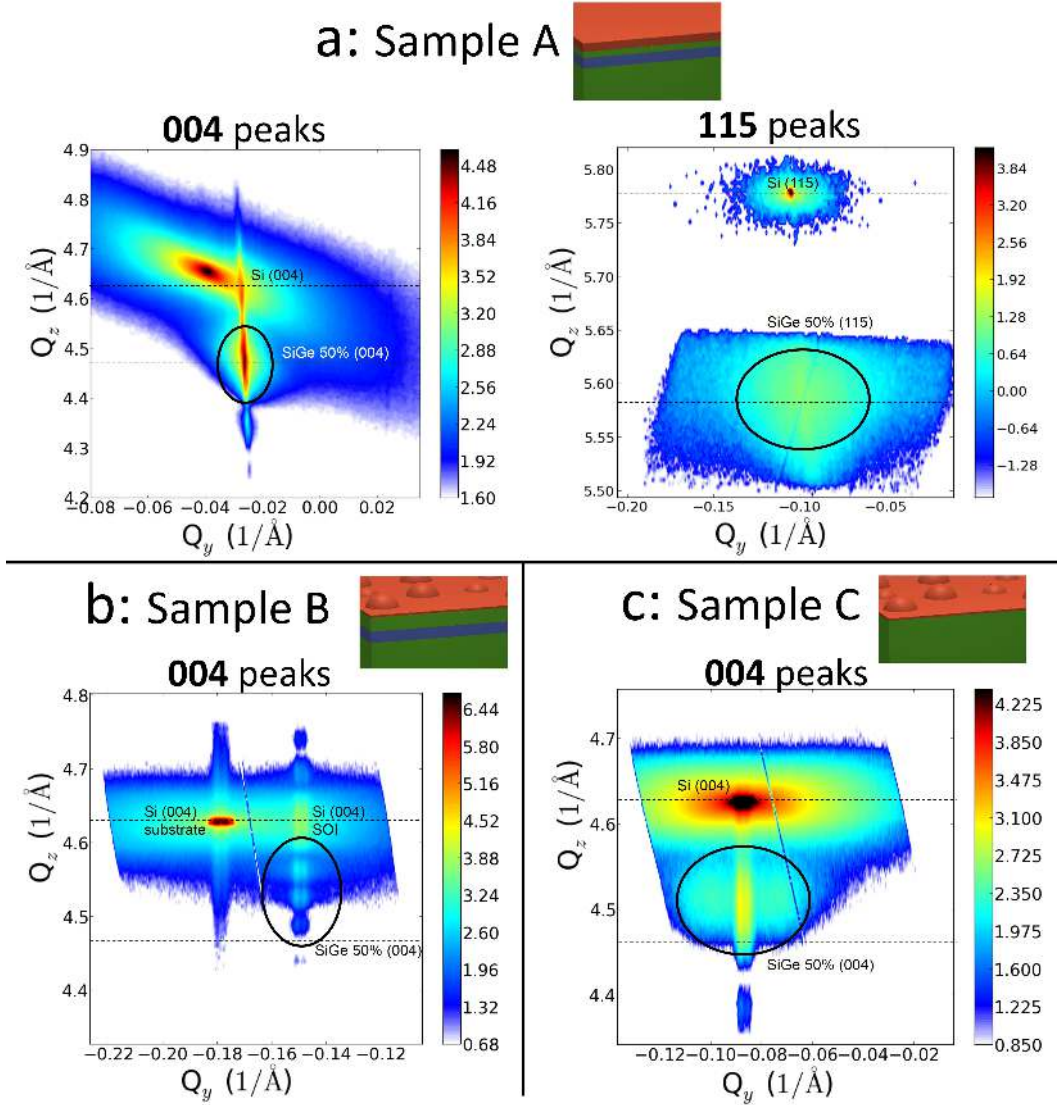 a: Sample A
004 peaks
115 peaks
4.9
4.8
4.7
4.6
4.5
4.4
4.3
4.2
Qz (1/Å)
Si (004)
SiGe 50% (004)
−0.08 −0.06 −0.04 −0.02 0.00 0.02
Qy (1/Å)
4.48
4.16
3.84
3.52
3.20
2.88
2.56
2.24
1.92
1.60
5.80
5.75
5.70
5.65
5.60
5.55
5.50
Qz (1/Å)
Si (115)
SiGe 50% (115)
−0.20 −0.15 −0.10 −0.05
Qy (1/Å)
3.84
3.20
2.56
1.92
1.28
0.64
0.00
−0.64
−1.28
b: Sample B
004 peaks
4.8
4.7
4.6
4.5
4.4
Qz (1/Å)
Si (004)
substrate
Si (004)
SOI
SiGe 50% (004)
−0.22 −0.20 −0.18 −0.16 −0.14 −0.12
Qy (1/Å)
6.44
5.80
5.16
4.52
3.88
3.24
2.60
1.96
1.32
0.68
c: Sample C
004 peaks
4.7
4.6
4.5
4.4
Qz (1/Å)
Si (004)
SiGe 50% (004)
−0.12 −0.10 −0.08 −0.06 −0.04 −0.02
Qy (1/Å)
4.225
3.850
3.475
3.100
2.725
2.350
1.975
1.600
1.225
0.850